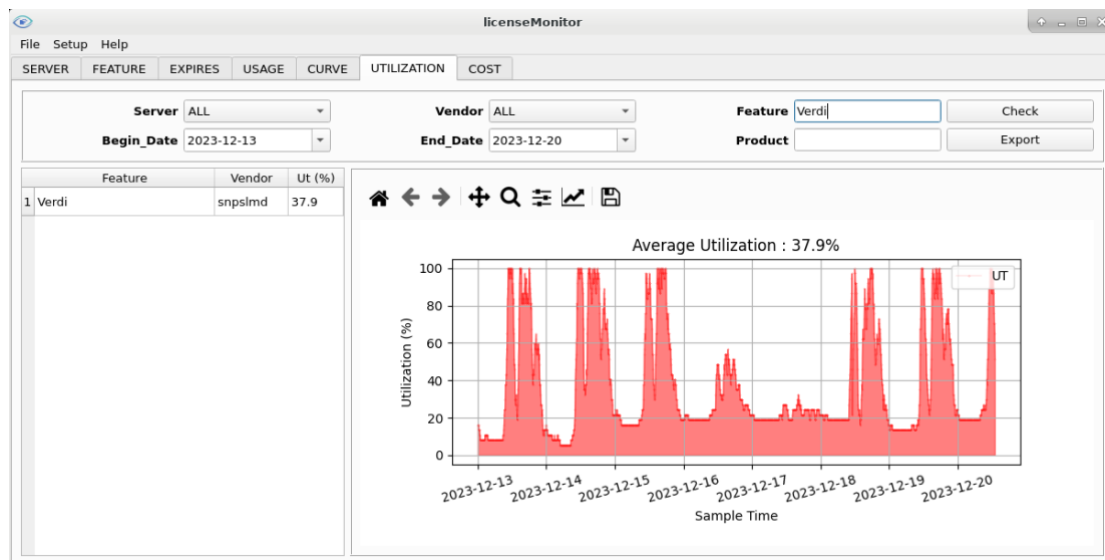 licenseMonitor
File Setup Help
SERVER FEATURE EXPIRES USAGE CURVE UTILIZATION COST
Server ALL Vendor ALL Feature Verdi Check
Begin_Date 2023-12-13 End_Date 2023-12-20 Product Export
Feature Vendor Ut (%)
1 Verdi snpslmd 37.9
Average Utilization : 37.9%
UT
100
80
60
40
20
0
Utilization (%)
2023-12-13 2023-12-14 2023-12-15 2023-12-16 2023-12-17 2023-12-18 2023-12-19 2023-12-20
Sample Time